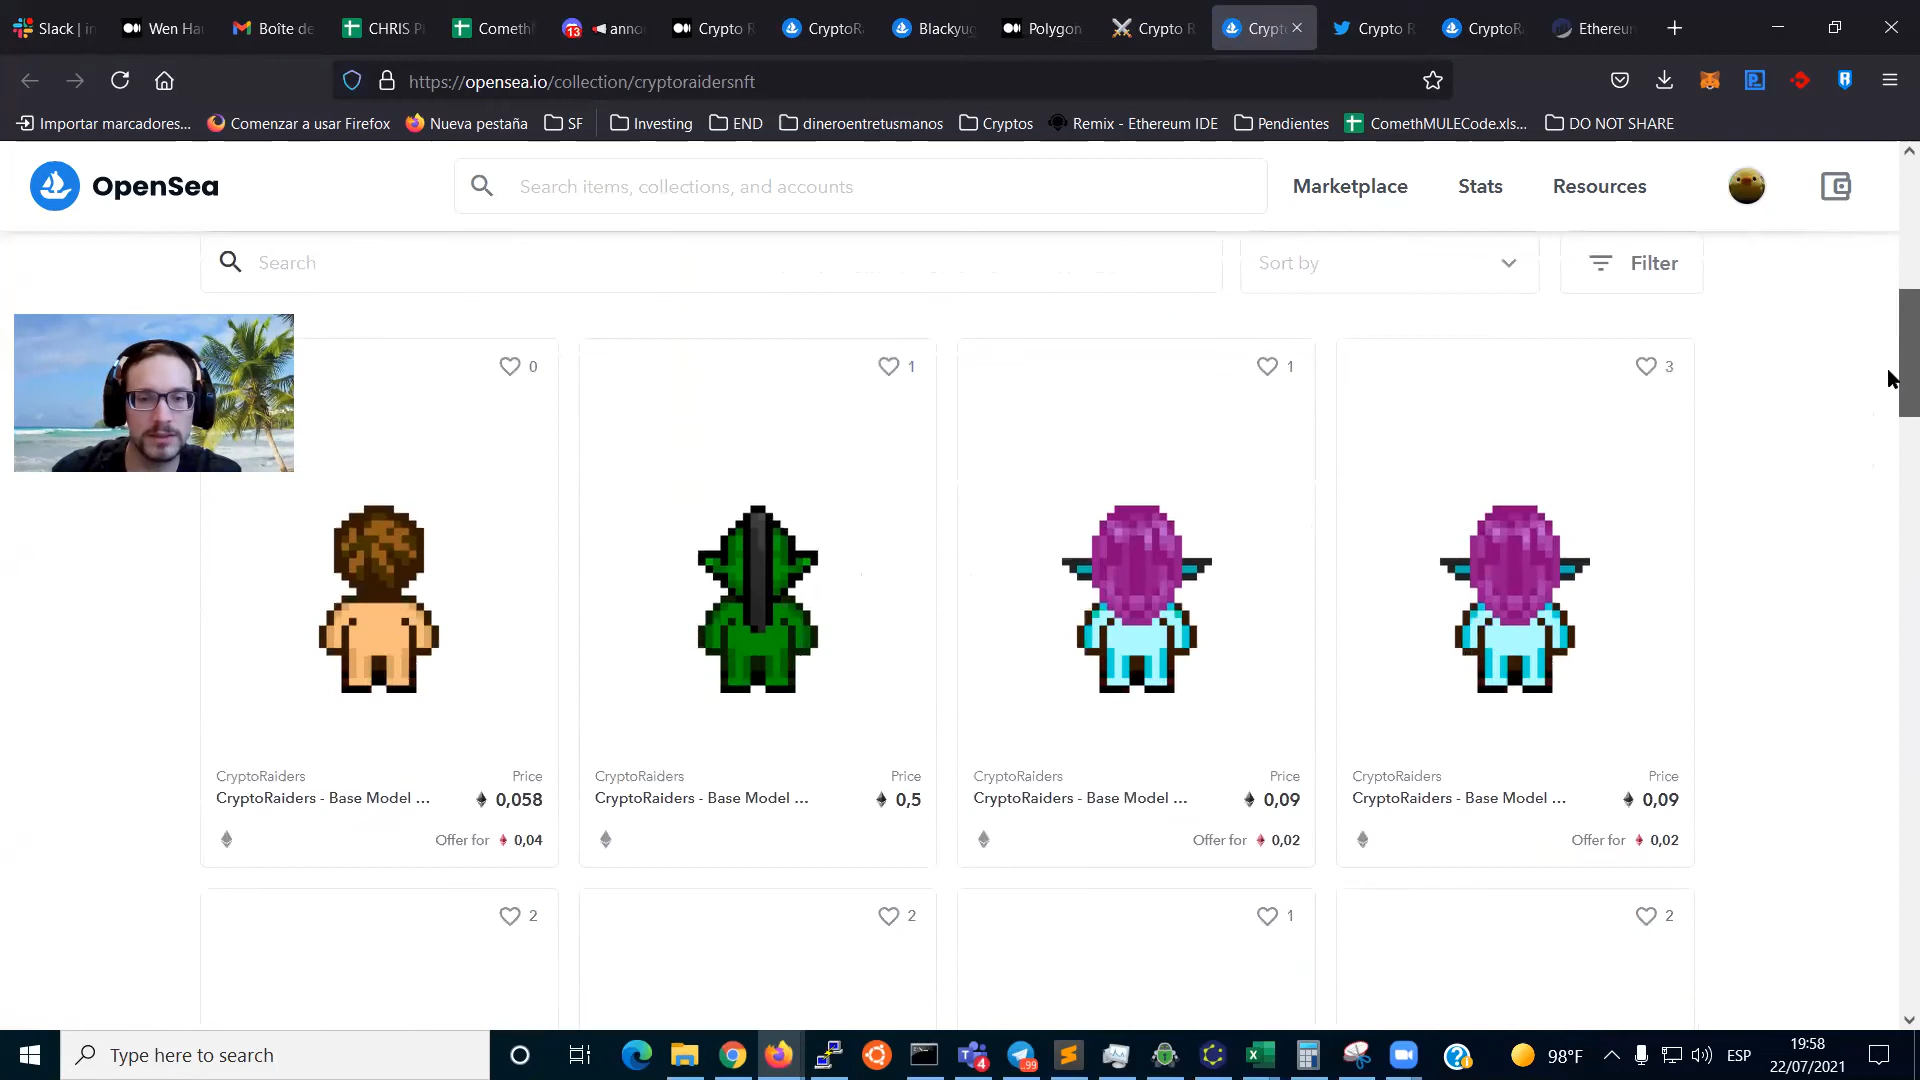 Slack | in
Wen Ha
Boîte de
CHRIS P
Cometh
13
anno
Crypto R
CryptoR
Blackyug
Polygon
Crypto R
Crypto
Crypto R
CryptoR
Ethereu
https://opensea.io/collection/cryptoraidersnft
Importar marcadores...
Comenzar a usar Firefox
Nueva pestaña
SF
Investing
END
dineroentretusmanos
Cryptos
Remix - Ethereum IDE
Pendientes
ComethMULECode.xls...
DO NOT SHARE
OpenSea
Search items, collections, and accounts
Marketplace
Stats
Resources
Search
Sort by
Filter
0
1
1
3
CryptoRaiders Price
CryptoRaiders - Base Model ... 0,058
Offer for 0,04
CryptoRaiders Price
CryptoRaiders - Base Model ... 0,5
CryptoRaiders Price
CryptoRaiders - Base Model ... 0,09
Offer for 0,02
CryptoRaiders Price
CryptoRaiders - Base Model ... 0,09
Offer for 0,02
2
2
1
2
Type here to search
4
99
98°F
ESP
19:58
22/07/2021